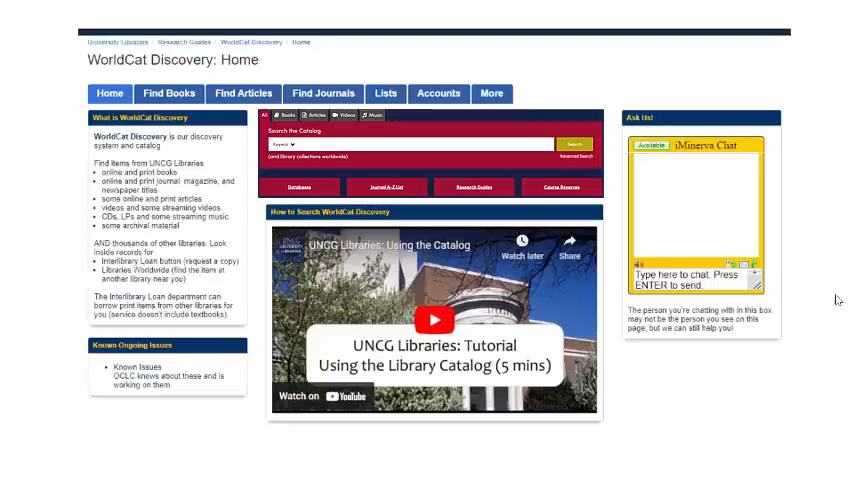 University Libraries / Research Guides / WorldCat Discovery / Home
WorldCat Discovery: Home
Home Find Books Find Articles Find Journals Lists Accounts More
What is WorldCat Discovery
WorldCat Discovery is our discovery
system and catalog
Find items from UNCG Libraries
• online and print books
• online and print journal, magazine, and
newspaper titles
• some online and print articles
• videos and some streaming videos
• CDs, LPs and some streaming music
• some archival material
AND thousands of other libraries. Look
inside records for
• Interlibrary Loan button (request a copy)
• Libraries Worldwide (find the item at
another library near you)
The Interlibrary Loan department can
borrow print items from other libraries for
you (service doesn't include textbooks).
Known Ongoing Issues
• Known Issues
OCLC knows about these and is
working on them
All Books Articles Videos Music
Search the Catalog
Keyword Search
(and library collections worldwide) Advanced Search
Databases Journal A-Z List Research Guides Course Reserves
How to Search WorldCat Discovery
UNCG Libraries: Using the Catalog
Watch later Share
UNCG Libraries: Tutorial
Using the Library Catalog (5 mins)
Watch on YouTube
Ask Us!
Available iMinerva Chat
Type here to chat. Press
ENTER to send.
The person you're chatting with in this box
may not be the person you see on this
page, but we can still help you!